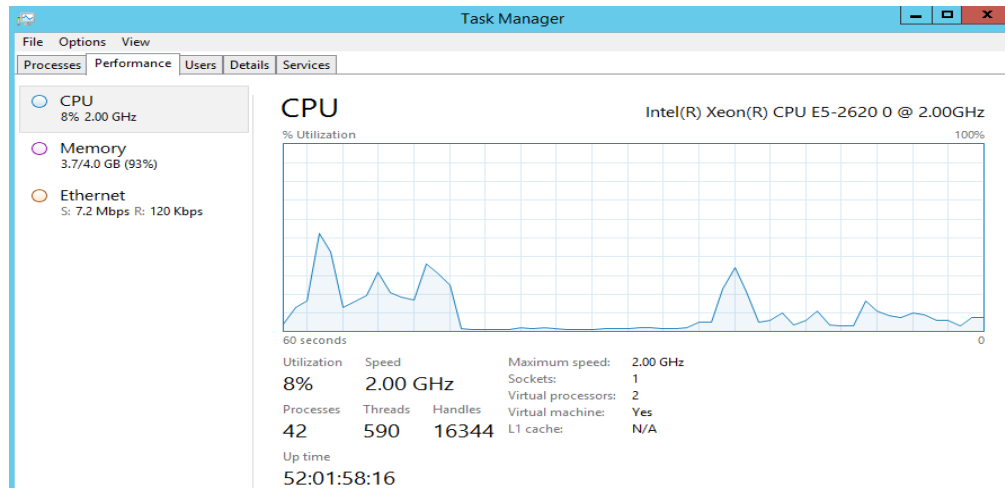 Task Manager
File Options View
Processes Performance Users Details Services
CPU
8% 2.00 GHz
Memory
3.7/4.0 GB (93%)
Ethernet
S: 7.2 Mbps R: 120 Kbps
CPU Intel(R) Xeon(R) CPU E5-2620 0 @ 2.00GHz
% Utilization 100%
60 seconds 0
Utilization Speed
8% 2.00 GHz
Processes Threads Handles
42 590 16344
Up time
52:01:58:16
Maximum speed: 2.00 GHz
Sockets: 1
Virtual processors: 2
Virtual machine: Yes
L1 cache: N/A